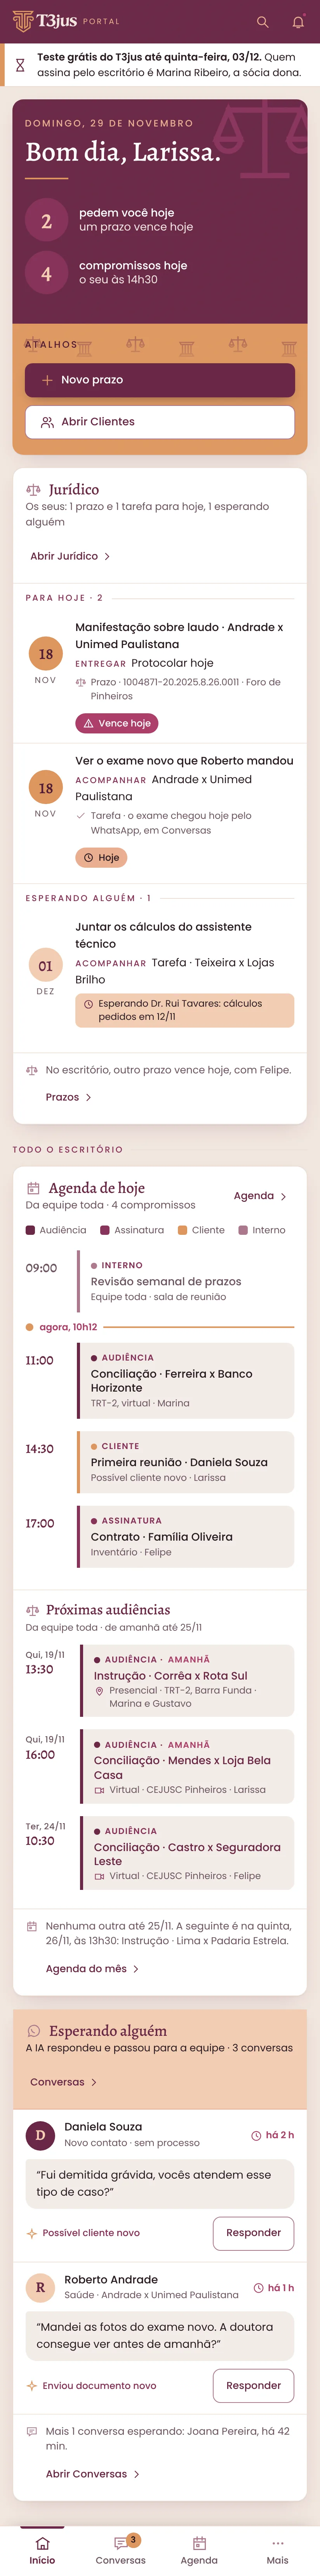 T3jus PORTAL
Teste grátis do T3jus até quinta-feira, 03/12. Quem
assina pelo escritório é Marina Ribeiro, a sócia dona.
DOMINGO, 29 DE NOVEMBRO
Bom dia, Larissa.
2
pedem você hoje
um prazo vence hoje
4
compromissos hoje
o seu às 14h30
ATALHOS
Novo prazo
Abrir Clientes
Jurídico
Os seus: 1 prazo e 1 tarefa para hoje, 1 esperando
alguém
Abrir Jurídico
PARA HOJE · 2
18
NOV
Manifestação sobre laudo · Andrade x
Unimed Paulistana
ENTREGAR Protocolar hoje
Prazo · 1004871-20.2025.8.26.0011 · Foro de
Pinheiros
Vence hoje
18
NOV
Ver o exame novo que Roberto mandou
ACOMPANHAR Andrade x Unimed
Paulistana
Tarefa · o exame chegou hoje pelo
WhatsApp, em Conversas
Hoje
ESPERANDO ALGUÉM · 1
01
DEZ
Juntar os cálculos do assistente
técnico
ACOMPANHAR Tarefa · Teixeira x Lojas
Brilho
Esperando Dr. Rui Tavares: cálculos
pedidos em 12/11
No escritório, outro prazo vence hoje, com Felipe.
Prazos
TODO O ESCRITÓRIO
Agenda de hoje
Da equipe toda · 4 compromissos
Agenda
Audiência
Assinatura
Cliente
Interno
09:00
INTERNO
Revisão semanal de prazos
Equipe toda · sala de reunião
agora, 10h12
11:00
AUDIÊNCIA
Conciliação · Ferreira x Banco
Horizonte
TRT-2, virtual · Marina
14:30
CLIENTE
Primeira reunião · Daniela Souza
Possível cliente novo · Larissa
17:00
ASSINATURA
Contrato · Família Oliveira
Inventário · Felipe
Próximas audiências
Da equipe toda · de amanhã até 25/11
Qui, 19/11
13:30
AUDIÊNCIA · AMANHÃ
Instrução · Corrêa x Rota Sul
Presencial · TRT-2, Barra Funda ·
Marina e Gustavo
Qui, 19/11
16:00
AUDIÊNCIA · AMANHÃ
Conciliação · Mendes x Loja Bela
Casa
Virtual · CEJUSC Pinheiros · Larissa
Ter, 24/11
10:30
AUDIÊNCIA
Conciliação · Castro x Seguradora
Leste
Virtual · CEJUSC Pinheiros · Felipe
Nenhuma outra até 25/11. A seguinte é na quinta,
26/11, às 13h30: Instrução · Lima x Padaria Estrela.
Agenda do mês
Esperando alguém
A IA respondeu e passou para a equipe · 3 conversas
Conversas
D
Daniela Souza
Novo contato · sem processo
há 2 h
“Fui demitida grávida, vocês atendem esse
tipo de caso?”
Possível cliente novo
Responder
R
Roberto Andrade
Saúde · Andrade x Unimed Paulistana
há 1 h
“Mandei as fotos do exame novo. A doutora
consegue ver antes de amanhã?”
Enviou documento novo
Responder
Mais 1 conversa esperando: Joana Pereira, há 42
min.
Abrir Conversas
3
Início
Conversas
Agenda
Mais